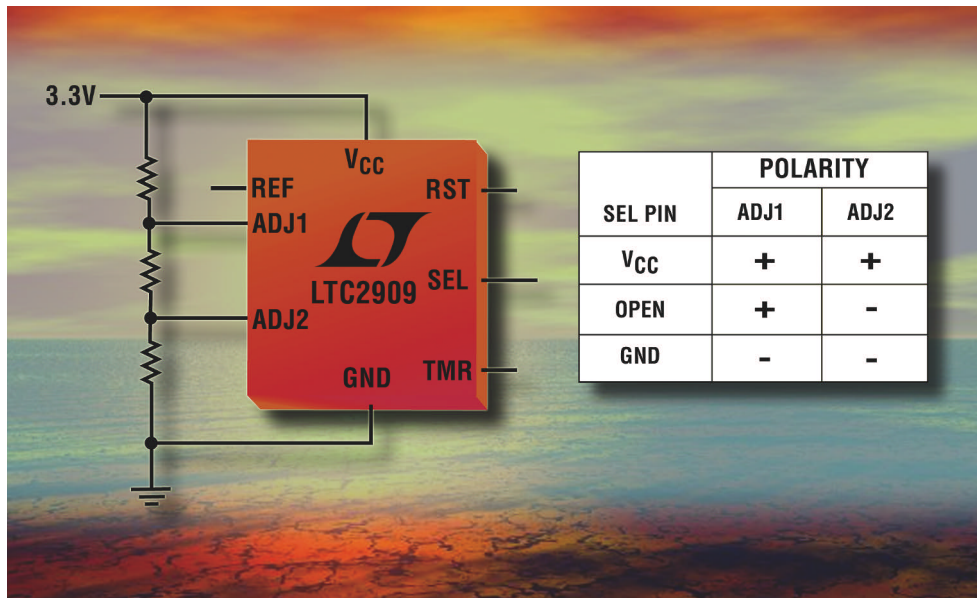 3.3V
VCC
REF
RST
ADJ1
LTC2909
SEL
ADJ2
GND
TMR
POLARITY
SEL PIN ADJ1 ADJ2
VCC + +
OPEN + -
GND - -